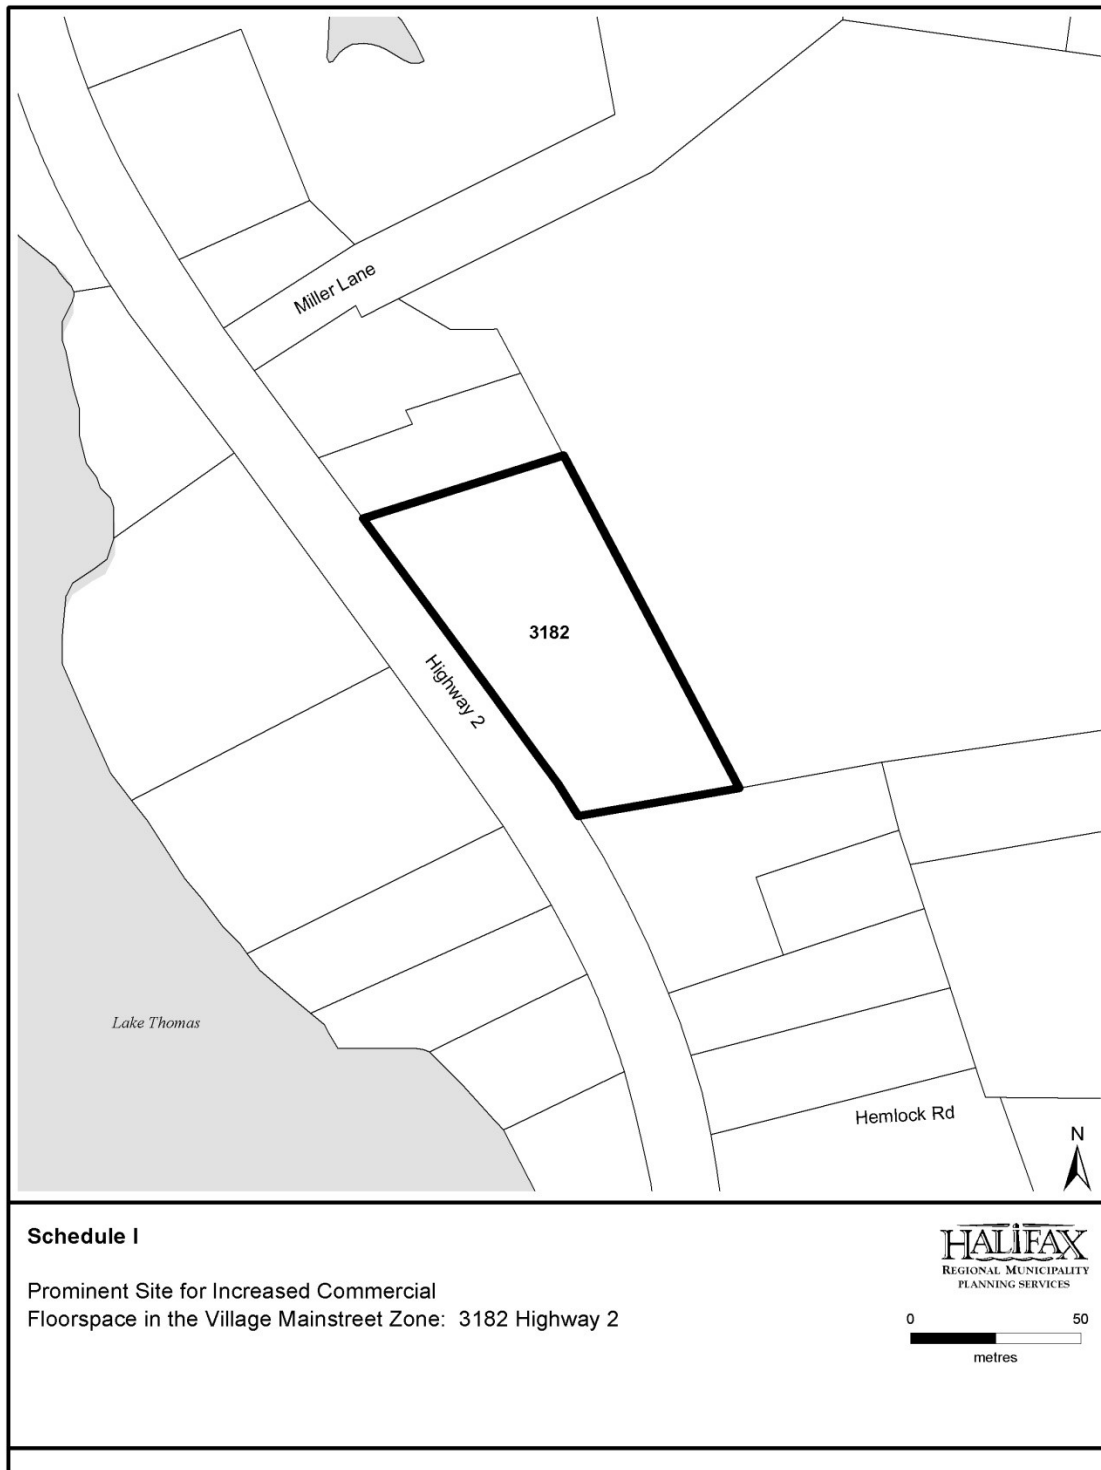 Miller Lane
3182
Highway 2
Lake Thomas
Hemlock Rd
N
Schedule I
Prominent Site for Increased Commercial
Floorspace in the Village Mainstreet Zone: 3182 Highway 2
HALIFAX
REGIONAL MUNICIPALITY
PLANNING SERVICES
0 50
metres